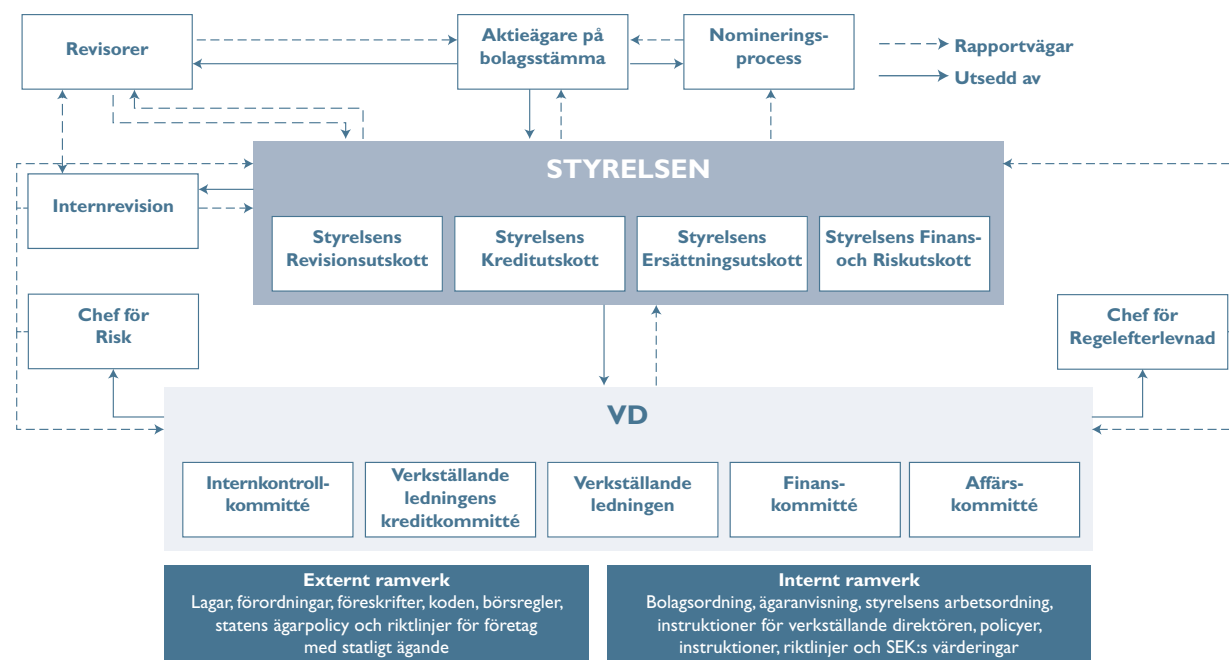 Revisorer
Aktieägare på
bolagsstämma
Nominerings-
process
Rapportvägar
Utsedd av
STYRELSEN
Internrevision
Styrelsens
Revisionsutskott
Styrelsens
Kreditutskott
Styrelsens
Ersättningsutskott
Styrelsens Finans-
och Riskutskott
Chef för
Risk
Chef för
Regelefterlevnad
VD
Internkontroll-
kommitté
Verkställande
ledningens
kreditkommitté
Verkställande
ledningen
Finans-
kommitté
Affärs-
kommitté
Externt ramverk
Lagar, förordningar, föreskrifter, koden, börsregler,
statens ägarpolicy och riktlinjer för företag
med statligt ägande
Internt ramverk
Bolagsordning, ägaranvisning, styrelsens arbetsordning,
instruktioner för verkställande direktören, policyer,
instruktioner, riktlinjer och SEK:s värderingar